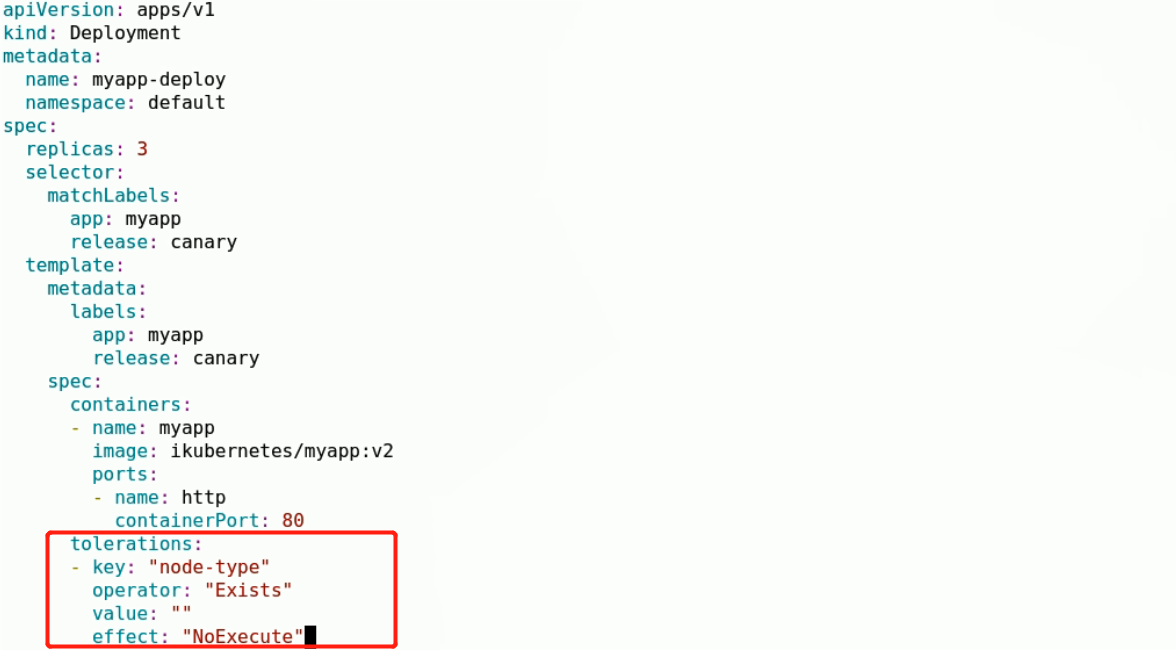 apiVersion: apps/v1
kind: Deployment
metadata:
  name: myapp-deploy
  namespace: default
spec:
  replicas: 3
  selector:
    matchLabels:
      app: myapp
      release: canary
  template:
    metadata:
      labels:
        app: myapp
        release: canary
    spec:
      containers:
      - name: myapp
        image: ikubernetes/myapp:v2
        ports:
        - name: http
          containerPort: 80
      tolerations:
      - key: "node-type"
        operator: "Exists"
        value: ""
        effect: "NoExecute"